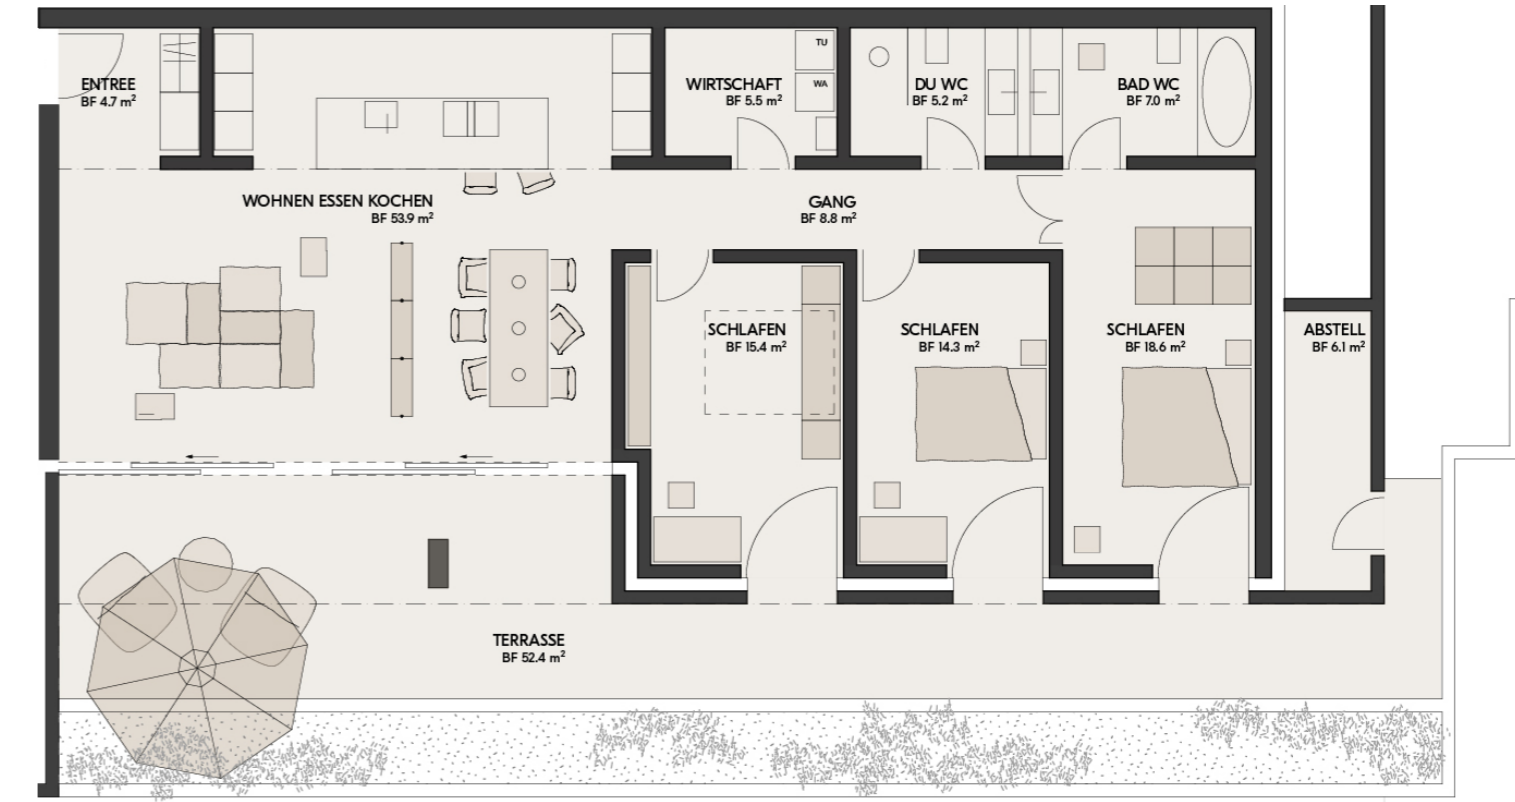 ENTREE
BF 4.7 m²
WIRTSCHAFT
BF 5.5 m²
TU
WA
DU WC
BF 5.2 m²
BAD WC
BF 7.0 m²
WOHNEN ESSEN KOCHEN
BF 53.9 m²
GANG
BF 8.8 m²
SCHLAFEN
BF 15.4 m²
SCHLAFEN
BF 14.3 m²
SCHLAFEN
BF 18.6 m²
ABSTELL
BF 6.1 m²
TERRASSE
BF 52.4 m²